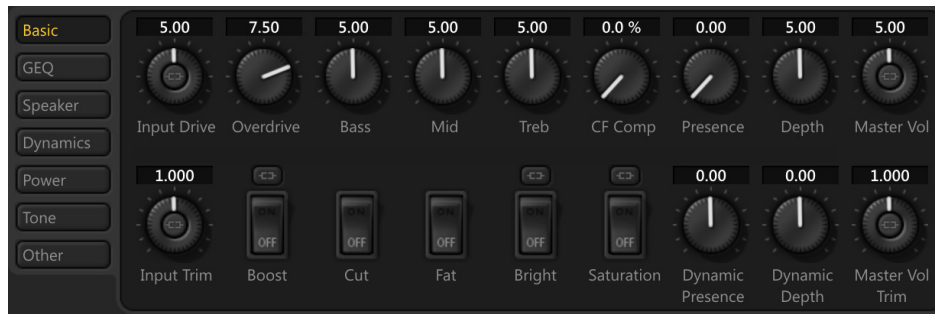 Basic
GEQ
Speaker
Dynamics
Power
Tone
Other
5.00 7.50 5.00 5.00 5.00 0.0 % 0.00 5.00 5.00
Input Drive Overdrive Bass Mid Treb CF Comp Presence Depth Master Vol
1.000 0.00 0.00 1.000
ON ON ON ON ON
OFF OFF OFF OFF OFF
Input Trim Boost Cut Fat Bright Saturation Dynamic Presence Dynamic Depth Master Vol Trim